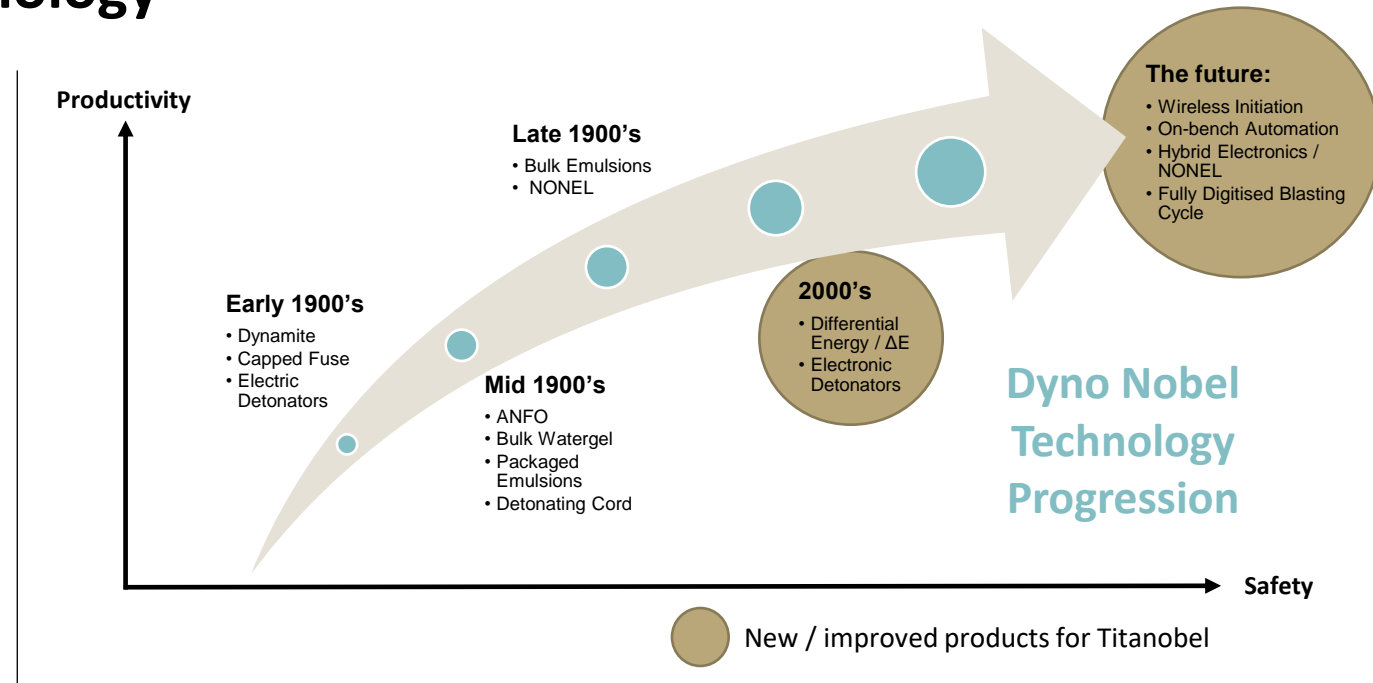 Productivity
Early 1900's
• Dynamite
• Capped Fuse
• Electric
Detonators
Mid 1900's
• ANFO
• Bulk Watergel
• Packaged
Emulsions
• Detonating Cord
Late 1900's
• Bulk Emulsions
• NONEL
2000's
• Differential
Energy / ΔE
• Electronic
Detonators
The future:
• Wireless Initiation
• On-bench Automation
• Hybrid Electronics /
NONEL
• Fully Digitised Blasting
Cycle
Dyno Nobel
Technology
Progression
Safety
New / improved products for Titanobel